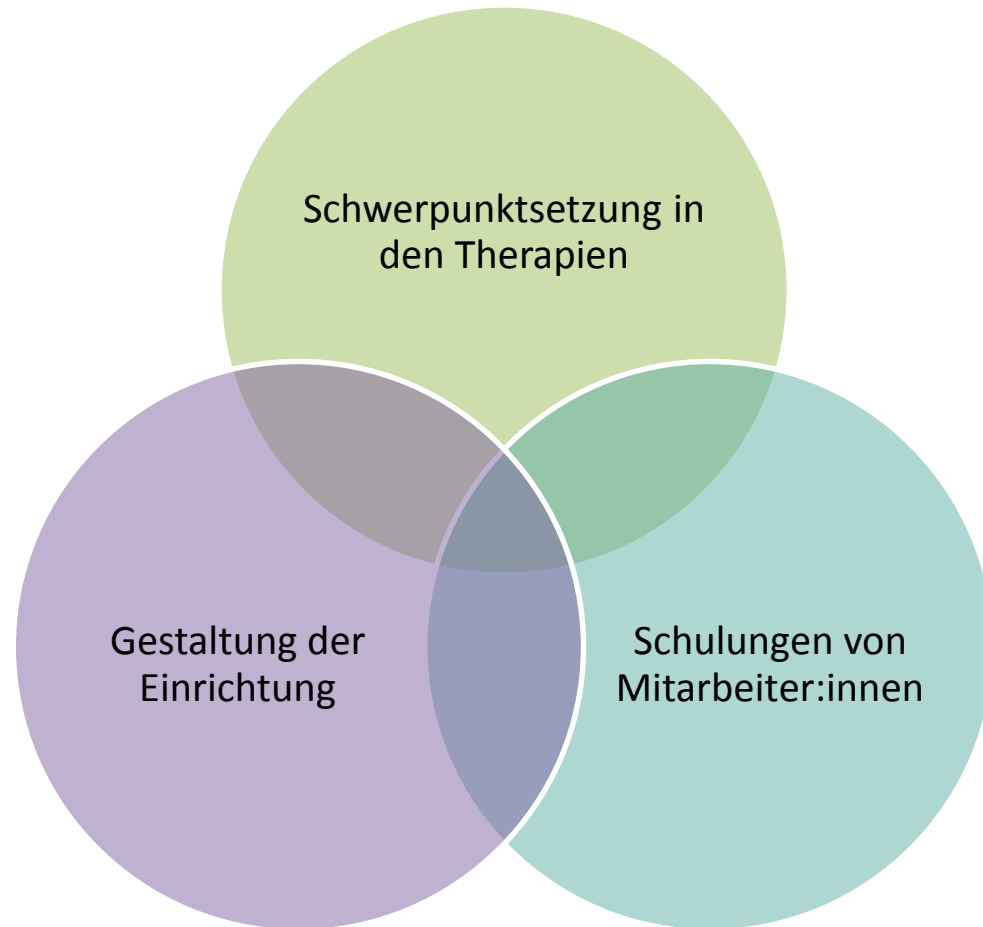 Schwerpunktsetzung in
den Therapien
Gestaltung der
Einrichtung
Schulungen von
Mitarbeiter:innen